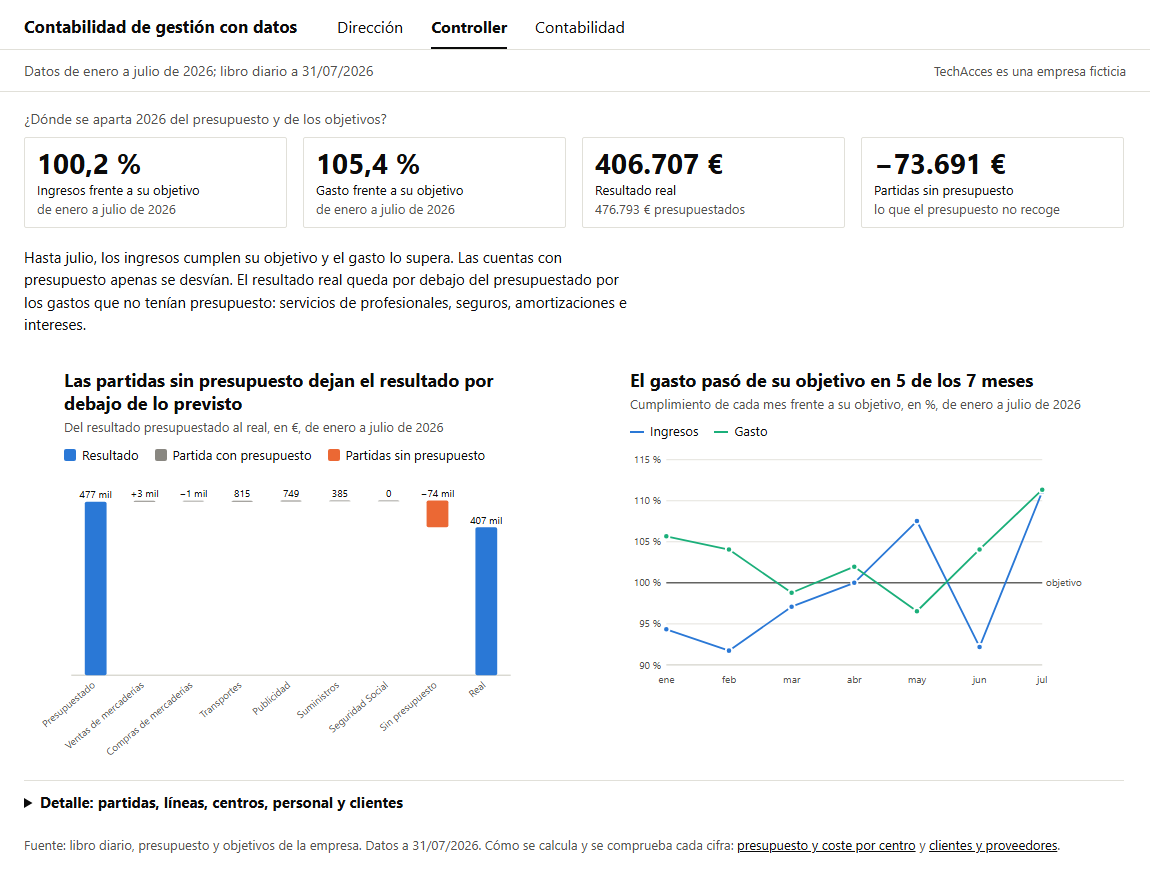 Contabilidad de gestión con datos
Dirección
Controller
Contabilidad
Datos de enero a julio de 2026; libro diario a 31/07/2026
TechAcces es una empresa ficticia
¿Dónde se aparta 2026 del presupuesto y de los objetivos?
100,2 %
Ingresos frente a su objetivo
de enero a julio de 2026
105,4 %
Gasto frente a su objetivo
de enero a julio de 2026
406.707 €
Resultado real
476.793 € presupuestados
−73.691 €
Partidas sin presupuesto
lo que el presupuesto no recoge
Hasta julio, los ingresos cumplen su objetivo y el gasto lo supera. Las cuentas con
presupuesto apenas se desvían. El resultado real queda por debajo del presupuestado por
los gastos que no tenían presupuesto: servicios de profesionales, seguros, amortizaciones e
intereses.
Las partidas sin presupuesto dejan el resultado por
debajo de lo previsto
Del resultado presupuestado al real, en €, de enero a julio de 2026
Resultado
Partida con presupuesto
Partidas sin presupuesto
477 mil
+3 mil
−1 mil
815
749
385
0
−74 mil
407 mil
Presupuestado
Ventas de mercaderías
Compras de mercaderías
Transportes
Publicidad
Suministros
Seguridad Social
Sin presupuesto
Real
El gasto pasó de su objetivo en 5 de los 7 meses
Cumplimiento de cada mes frente a su objetivo, en %, de enero a julio de 2026
Ingresos
Gasto
115 %
110 %
105 %
100 %
95 %
90 %
objetivo
ene
feb
mar
abr
may
jun
jul
▶ Detalle: partidas, líneas, centros, personal y clientes
Fuente: libro diario, presupuesto y objetivos de la empresa. Datos a 31/07/2026. Cómo se calcula y se comprueba cada cifra: presupuesto y coste por centro y clientes y proveedores.